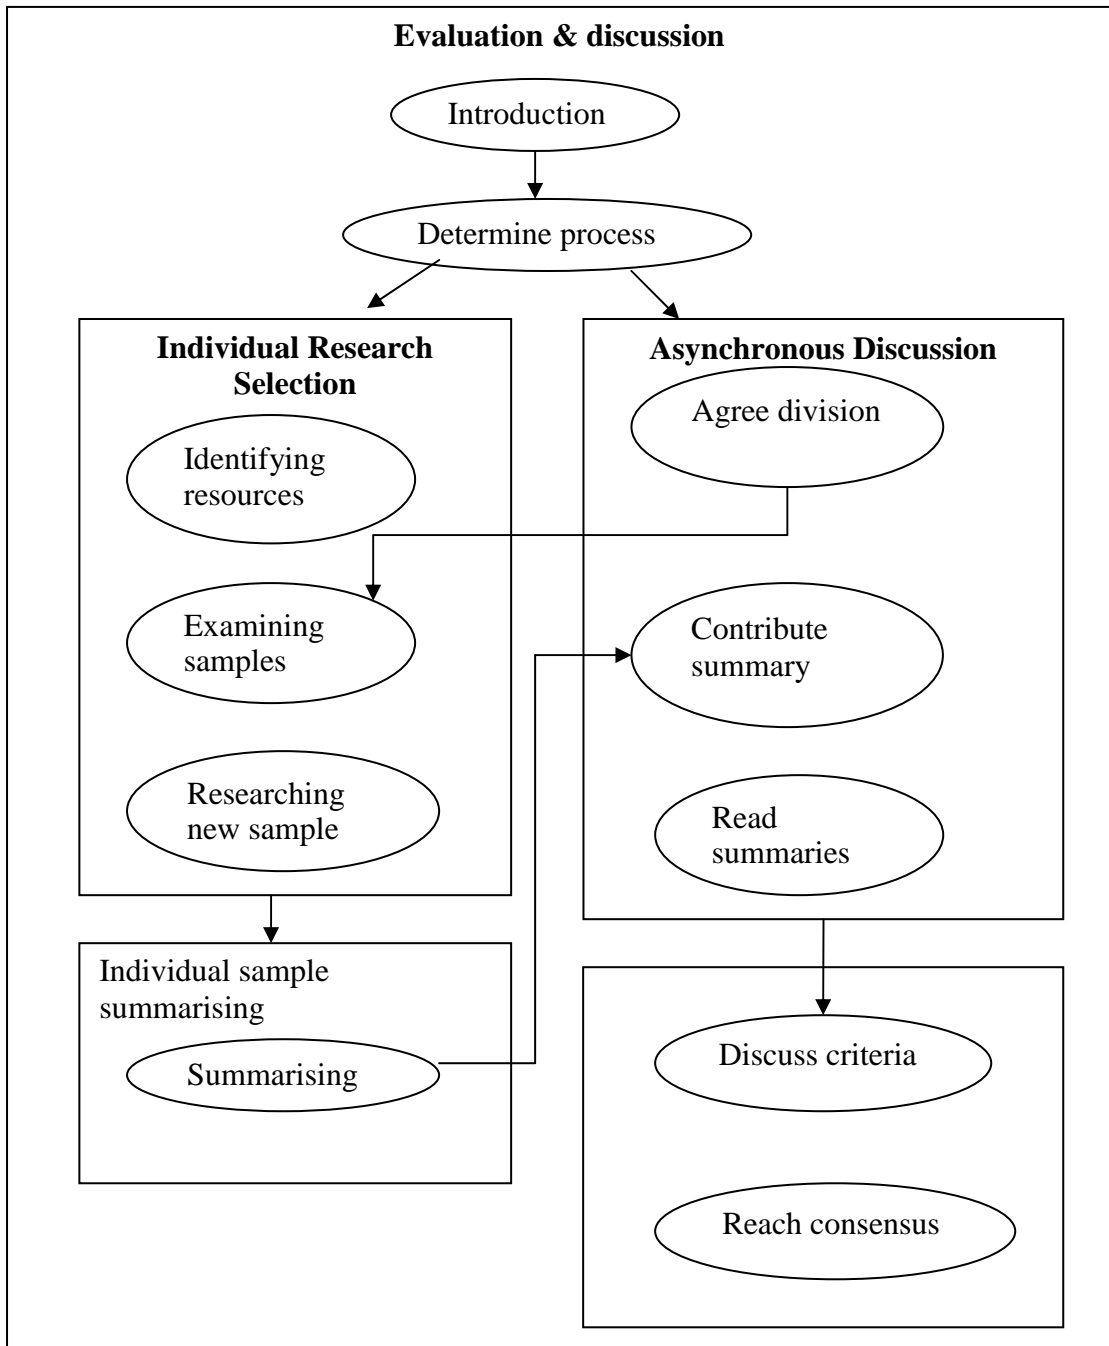 Evaluation & discussion
Introduction
Determine process
Individual Research
Selection
Identifying
resources
Examining
samples
Researching
new sample
Individual sample
summarising
Summarising
Asynchronous Discussion
Agree division
Contribute
summary
Read
summaries
Discuss criteria
Reach consensus